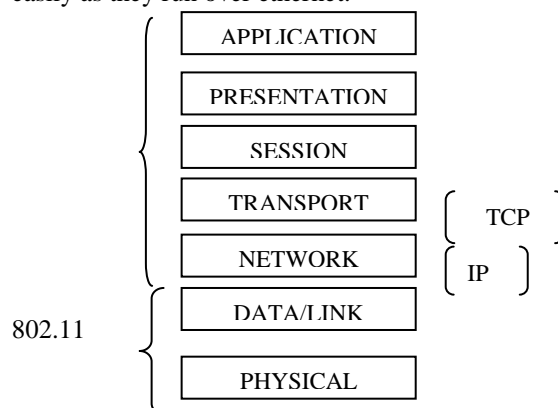 easily as they run over ethernet.
APPLICATION
PRESENTATION
SESSION
TRANSPORT
TCP
NETWORK
IP
DATA/LINK
802.11
PHYSICAL